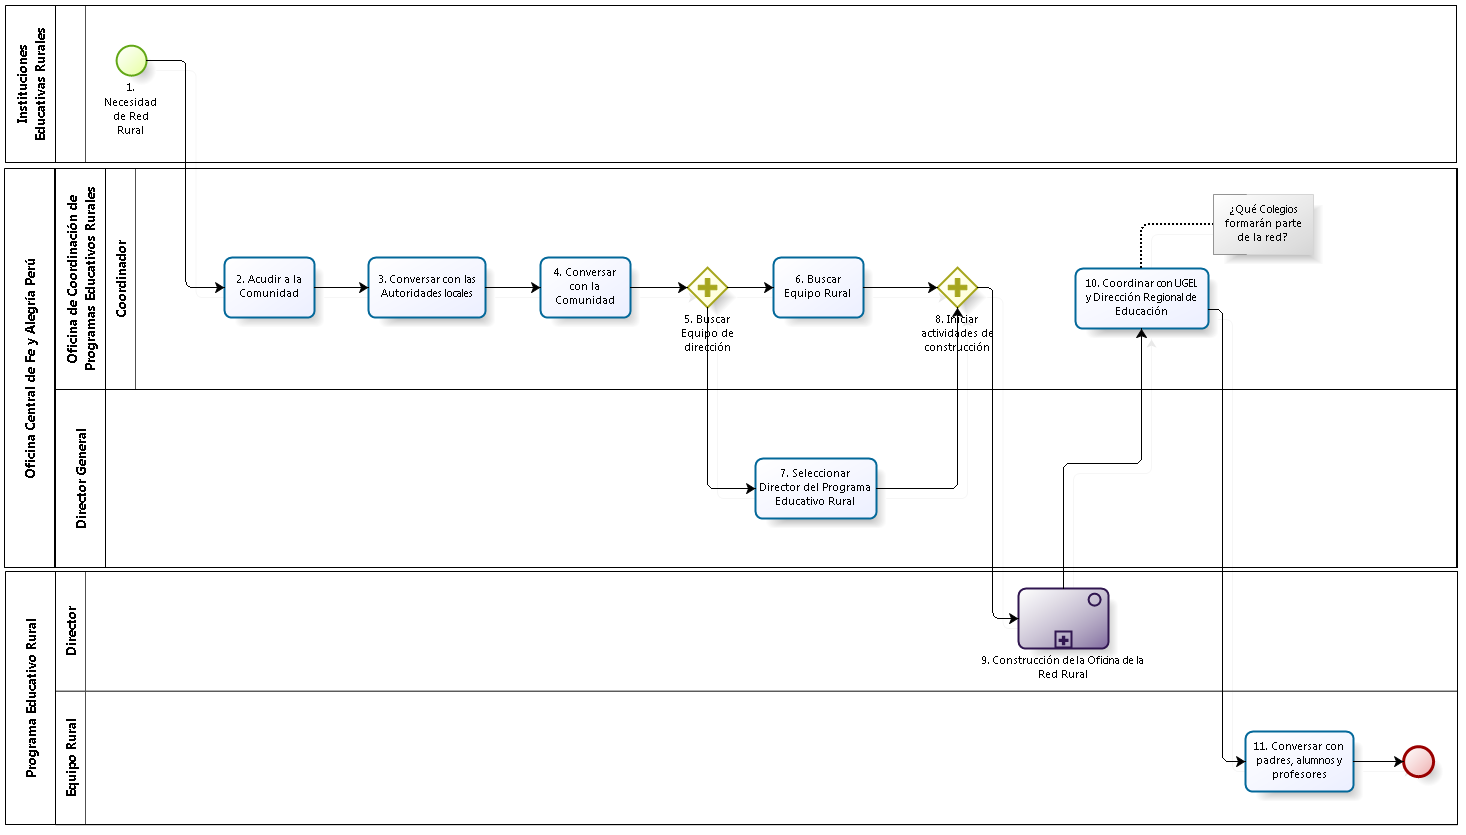 Instituciones
Educativas Rurales
1.
Necesidad
de Red
Rural
Oficina Central de Fe y Alegría Perú
Oficina de Coordinación de
Programas Educativos Rurales
Coordinador
2. Acudir a la
Comunidad
3. Conversar con las
Autoridades locales
4. Conversar
con la
Comunidad
5. Buscar
Equipo de
dirección
6. Buscar
Equipo Rural
8. Iniciar
actividades de
construcción
10. Coordinar con UGEL
y Dirección Regional de
Educación
¿Qué Colegios
formarán parte
de la red?
Director General
7. Seleccionar
Director del Programa
Educativo Rural
Programa Educativo Rural
Director
9. Construcción de la Oficina de la
Red Rural
Equipo Rural
11. Conversar con
padres, alumnos y
profesores